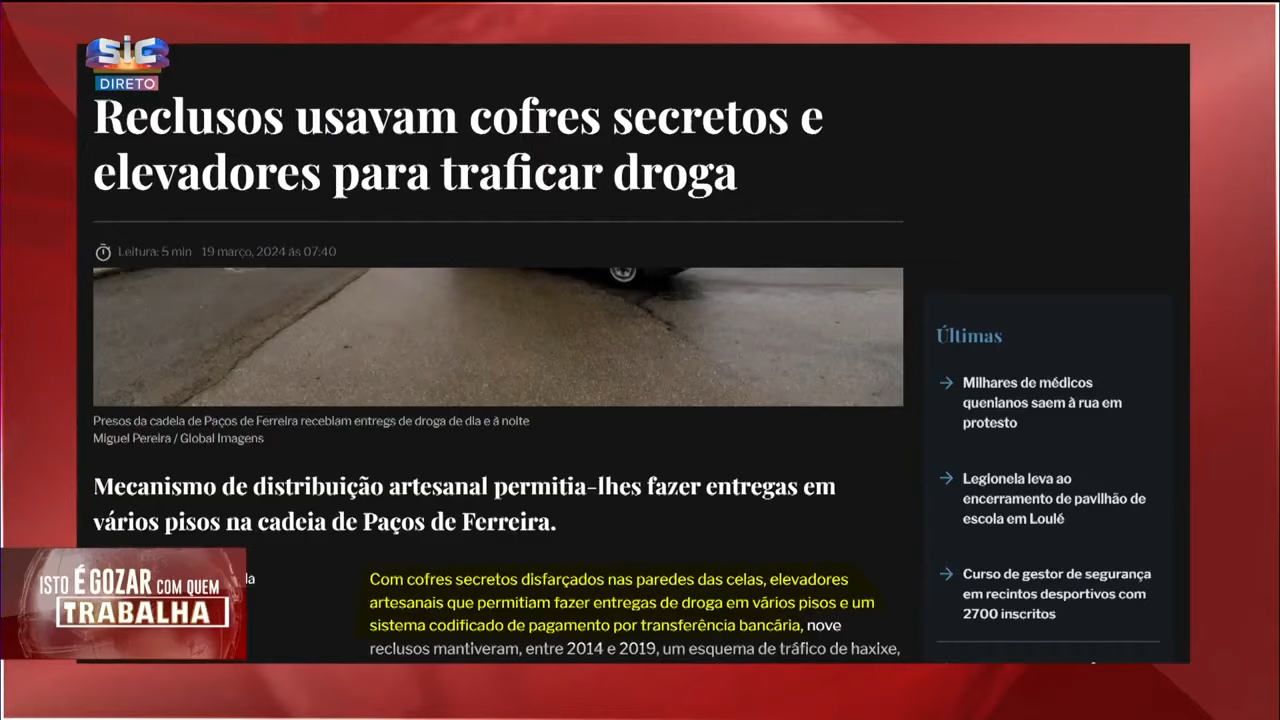 SIC
DIRETO
Reclusos usavam cofres secretos e
elevadores para traficar droga
Leitura: 5 min 19 março, 2024 às 07:40
Presos da cadeia de Paços de Ferreira recebiam entregs de droga de dia e à noite
Miguel Pereira / Global Imagens
Mecanismo de distribuição artesanal permitia-lhes fazer entregas em
vários pisos na cadeia de Paços de Ferreira.
Com cofres secretos disfarçados nas paredes das celas, elevadores
artesanais que permitiam fazer entregas de droga em vários pisos e um
sistema codificado de pagamento por transferência bancária, nove
reclusos mantiveram, entre 2014 e 2019, um esquema de tráfico de haxixe,
Últimas
Milhares de médicos
quenianos saem à rua em
protesto
Legionela leva ao
encerramento de pavilhão de
escola em Loulé
Curso de gestor de segurança
em recintos desportivos com
2700 inscritos
ISTO É GOZAR COM QUEM
TRABALHA